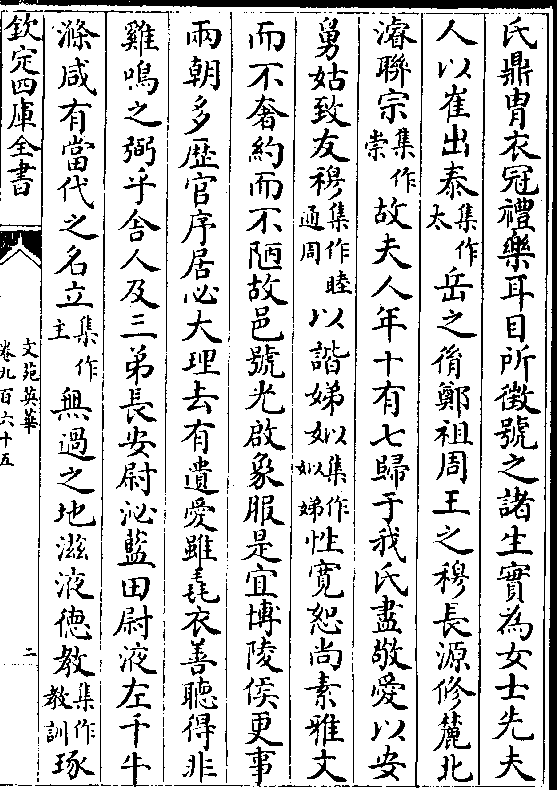 氏鼎胄衣冠禮樂耳目所徵號之諸生實為女士先夫
人以崔出泰集作太岳之胄鄭祖周王之穆長源修麓北
濬聯宗集作崇故夫人年十有七歸于我氏盡敬愛以安
舅姑致友穆集作睦通周以諧娣姒集作姒娣性寛恕尚素雅文
而不奢約而不陋故邑號光啟象服是宜博陵侯更事
兩朝多歴官序居必大理去有遺愛雖毳衣善聽得非
雞鳴之弼乎舍人及三弟長安尉泌藍田尉液左千牛
滌咸有當代之名立集作主無過之地滋液徳教集作教訓琢
欽定四庫全書
文苑英華
卷九百六十五
二